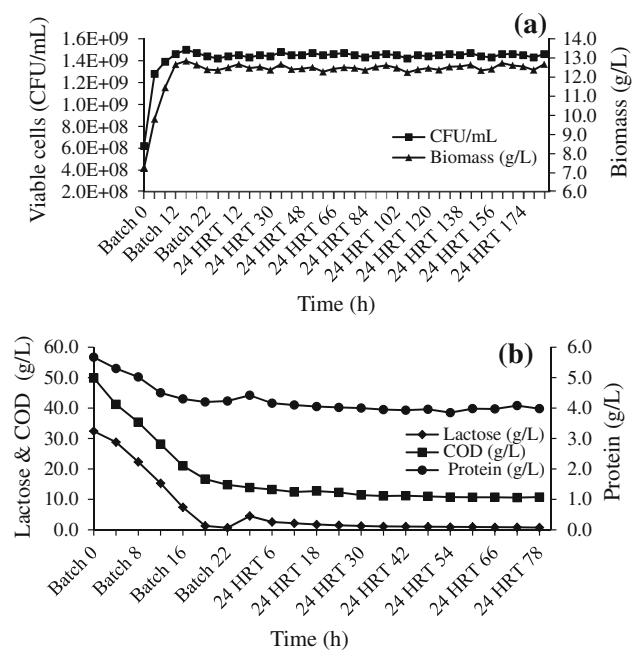 (a)
Viable cells (CFU/mL)
1.6E+09
1.4E+09
1.2E+09
1.0E+09
8.0E+08
6.0E+08
4.0E+08
2.0E+08
14.0
13.0
12.0
11.0
10.0
9.0
8.0
7.0
6.0
Biomass (g/L)
CFU/mL
Biomass (g/L)
Batch 0
Batch 12
Batch 22
24 HRT 12
24 HRT 30
24 HRT 48
24 HRT 66
24 HRT 84
24 HRT 102
24 HRT 120
24 HRT 138
24 HRT 156
24 HRT 174
Time (h)
(b)
Lactose & COD (g/L)
60.0
50.0
40.0
30.0
20.0
10.0
0.0
6.0
5.0
4.0
3.0
2.0
1.0
0.0
Protein (g/L)
Lactose (g/L)
COD (g/L)
Protein (g/L)
Batch 0
Batch 8
Batch 16
Batch 22
24 HRT 6
24 HRT 18
24 HRT 30
24 HRT 42
24 HRT 54
24 HRT 66
24 HRT 78
Time (h)